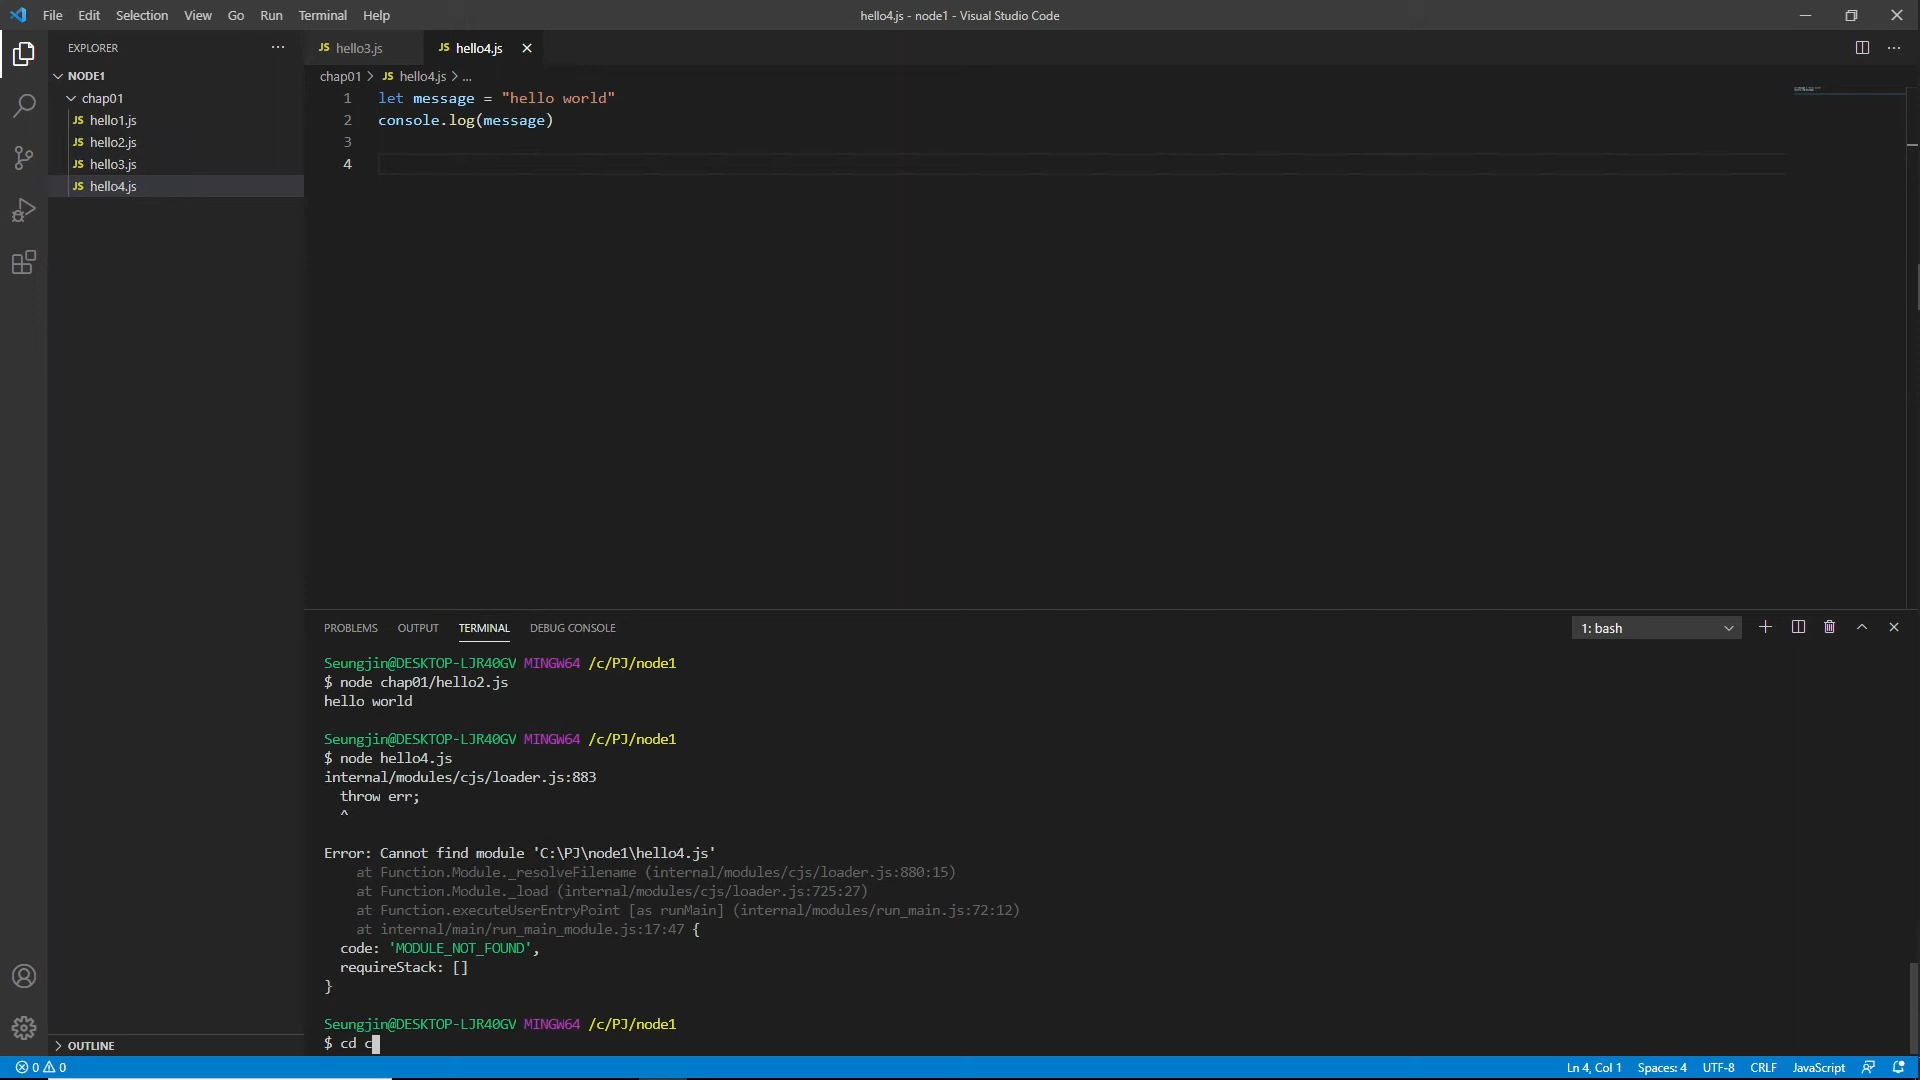 File Edit Selection View Go Run Terminal Help
hello4.js - node1 - Visual Studio Code
EXPLORER
NODE1
chap01
JS hello1.js
JS hello2.js
JS hello3.js
JS hello4.js
OUTLINE
JS hello3.js JS hello4.js
chap01 > JS hello4.js > ...
1 let message = "hello world"
2 console.log(message)
3
4
PROBLEMS OUTPUT TERMINAL DEBUG CONSOLE
1: bash
Seungjin@DESKTOP-LJR40GV MINGW64 /c/PJ/node1
$ node chap01/hello2.js
hello world
Seungjin@DESKTOP-LJR40GV MINGW64 /c/PJ/node1
$ node hello4.js
internal/modules/cjs/loader.js:883
throw err;
^
Error: Cannot find module 'C:\PJ\node1\hello4.js'
at Function.Module._resolveFilename (internal/modules/cjs/loader.js:880:15)
at Function.Module._load (internal/modules/cjs/loader.js:725:27)
at Function.executeUserEntryPoint [as runMain] (internal/modules/run_main.js:72:12)
at internal/main/run_main_module.js:17:47 {
code: 'MODULE_NOT_FOUND',
requireStack: []
}
Seungjin@DESKTOP-LJR40GV MINGW64 /c/PJ/node1
$ cd c
0 0
Ln 4, Col 1 Spaces: 4 UTF-8 CRLF JavaScript